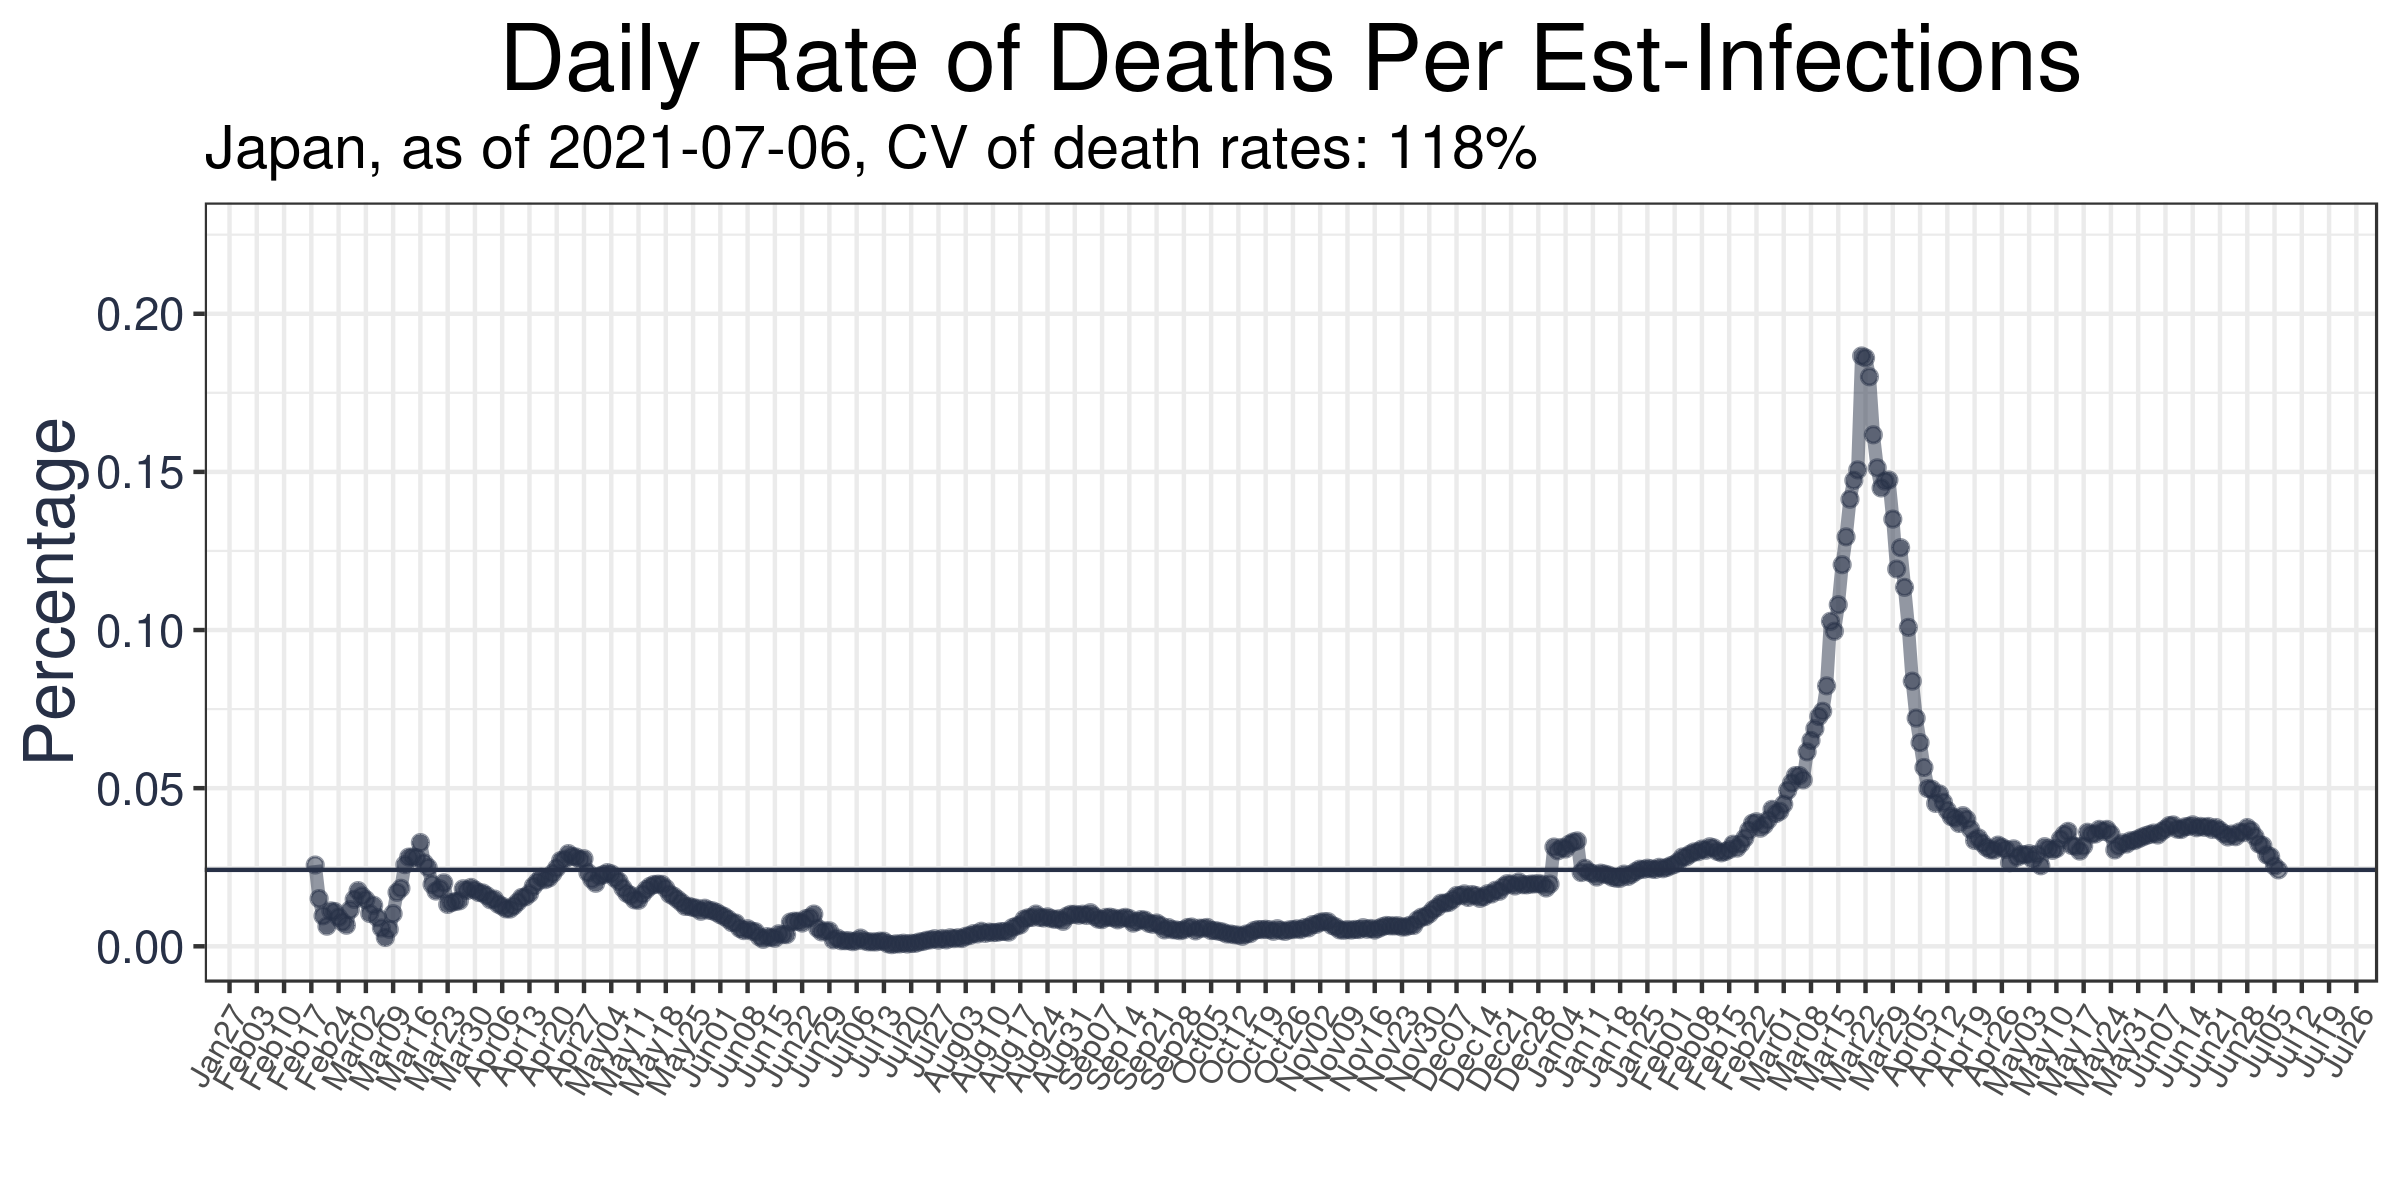 Daily Rate of Deaths Per Est-Infections
Japan, as of 2021-07-06, CV of death rates: 118%
Percentage
0.20
0.15
0.10
0.05
0.00
Jan27
Feb03
Feb10
Feb17
Feb24
Mar02
Mar09
Mar16
Mar23
Mar30
Apr06
Apr13
Apr20
Apr27
May04
May11
May18
May25
Jun01
Jun08
Jun15
Jun22
Jun29
Jul06
Jul13
Jul20
Jul27
Aug03
Aug10
Aug17
Aug24
Aug31
Sep07
Sep14
Sep21
Sep28
Oct05
Oct12
Oct19
Oct26
Nov02
Nov09
Nov16
Nov23
Nov30
Dec07
Dec14
Dec21
Dec28
Jan04
Jan11
Jan18
Jan25
Feb01
Feb08
Feb15
Feb22
Mar01
Mar08
Mar15
Mar22
Mar29
Apr05
Apr12
Apr19
Apr26
May03
May10
May17
May24
May31
Jun07
Jun14
Jun21
Jun28
Jul05
Jul12
Jul19
Jul26